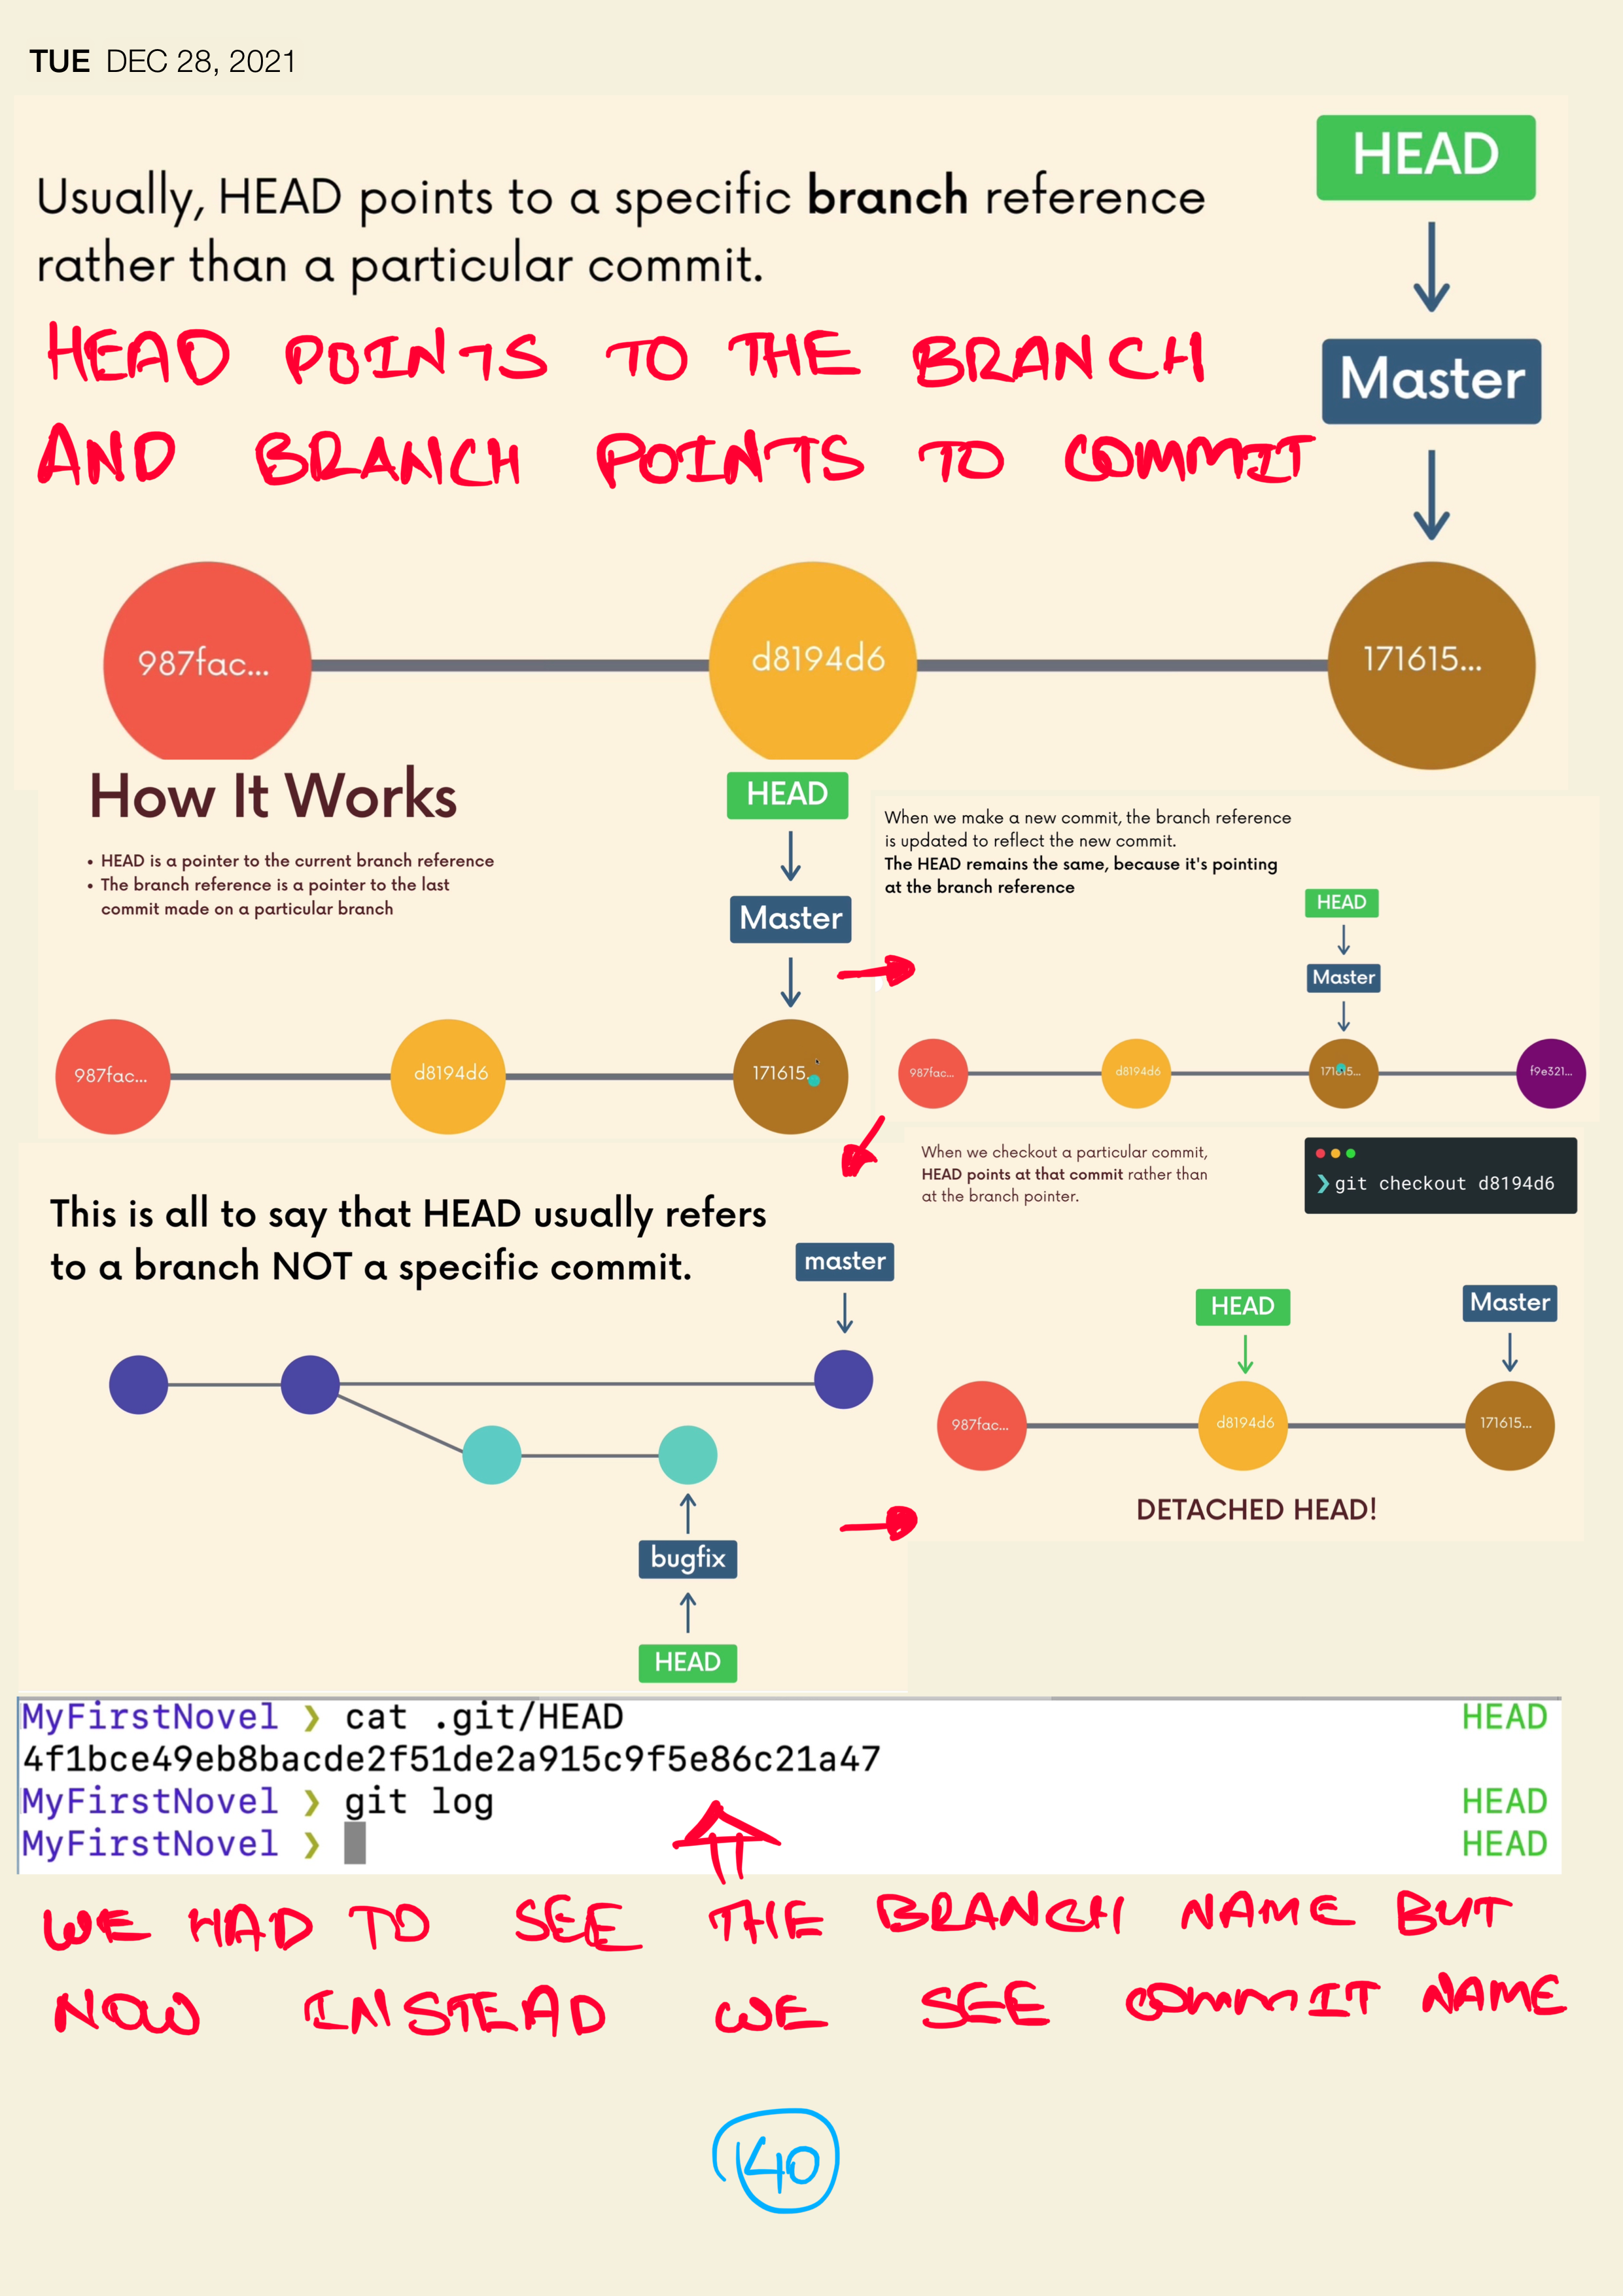 TUE DEC 28, 2021
HEAD
Usually, HEAD points to a specific branch reference
rather than a particular commit.
HEAD POINTS TO THE BRANCH
Master
AND BRANCH POINTS TO COMMIT
987fac...
d8194d6
171615...
How It Works
• HEAD is a pointer to the current branch reference
• The branch reference is a pointer to the last
commit made on a particular branch
HEAD
Master
987fac...
d8194d6
171615..
When we make a new commit, the branch reference
is updated to reflect the new commit.
The HEAD remains the same, because it's pointing
at the branch reference
HEAD
Master
987fac...
d8194d6
171615...
f9e321...
This is all to say that HEAD usually refers
to a branch NOT a specific commit.
master
bugfix
HEAD
When we checkout a particular commit,
HEAD points at that commit rather than
at the branch pointer.
❯ git checkout d8194d6
HEAD
Master
987fac...
d8194d6
171615...
DETACHED HEAD!
MyFirstNovel ❯ cat .git/HEAD HEAD
4f1bce49eb8bacde2f51de2a915c9f5e86c21a47
MyFirstNovel ❯ git log HEAD
MyFirstNovel ❯ HEAD
WE HAD TO SEE THE BRANCH NAME BUT
NOW INSTEAD WE SEE COMMIT NAME
40